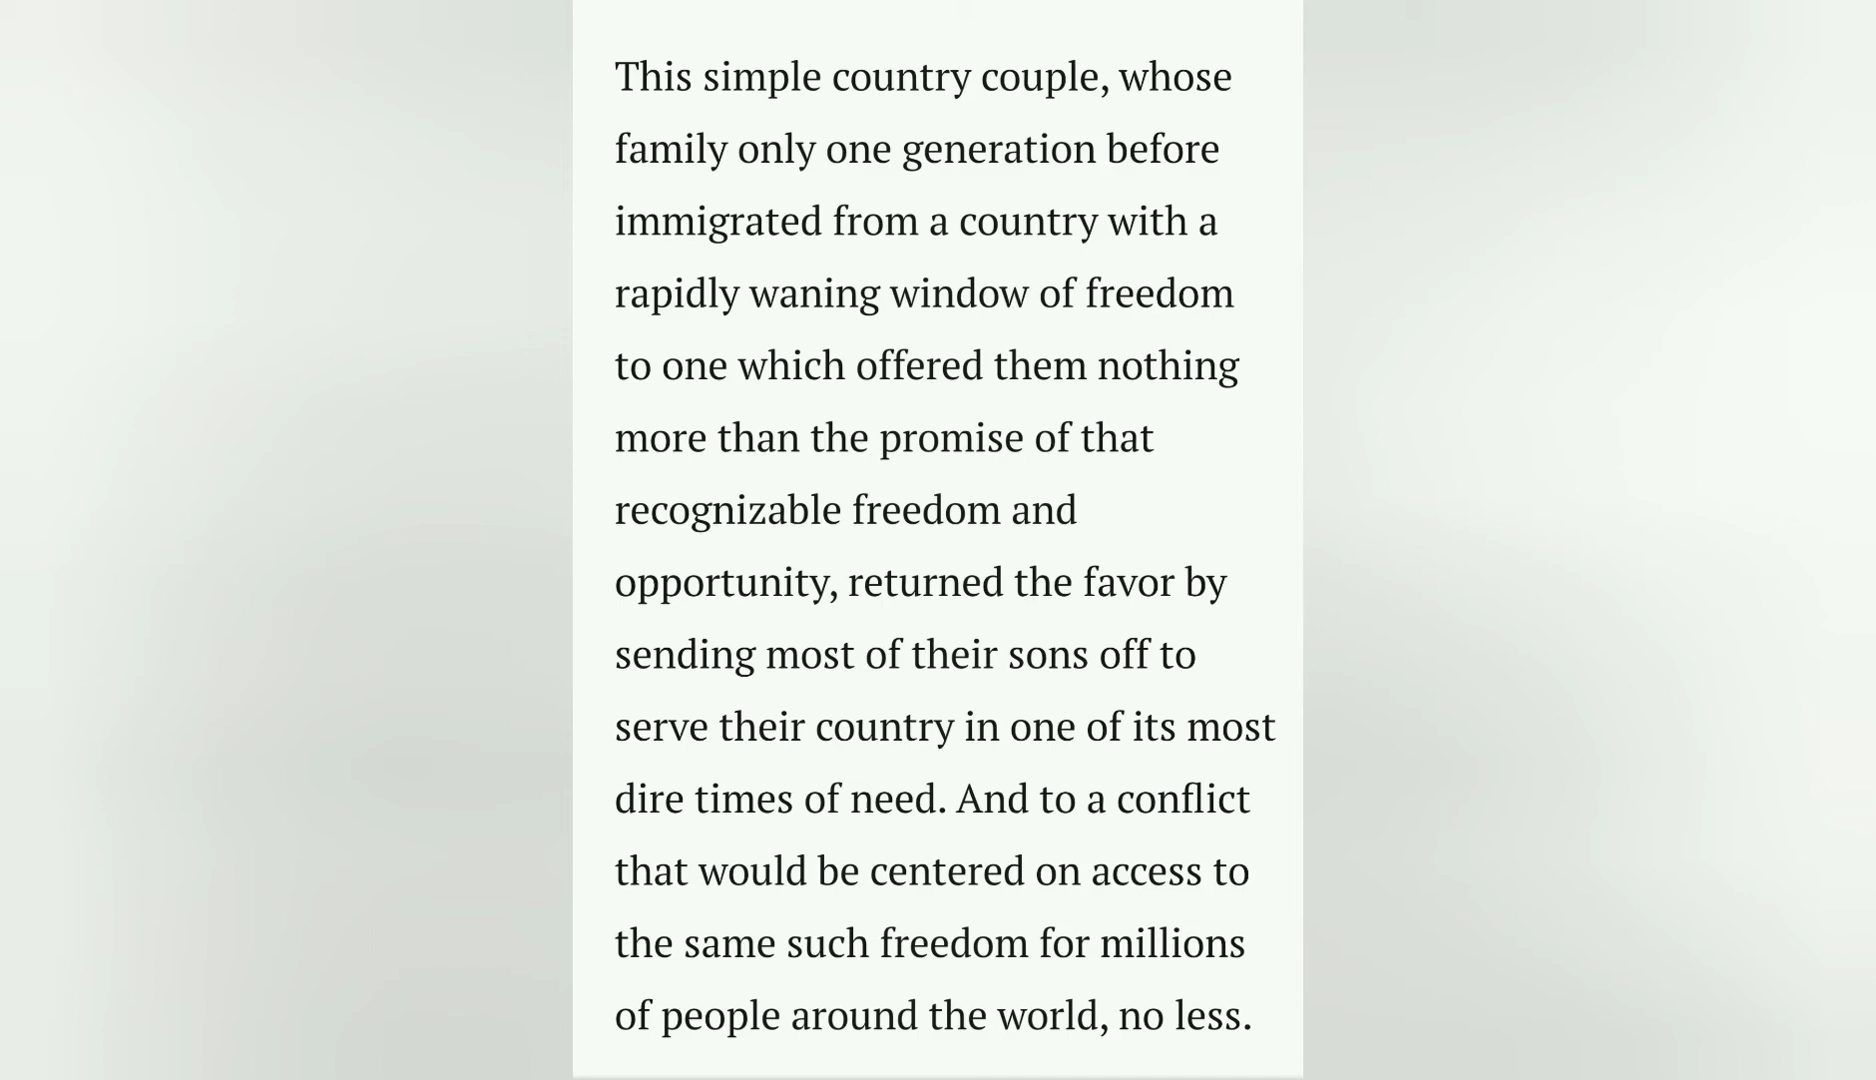 This simple country couple, whose
family only one generation before
immigrated from a country with a
rapidly waning window of freedom
to one which offered them nothing
more than the promise of that
recognizable freedom and
opportunity, returned the favor by
sending most of their sons off to
serve their country in one of its most
dire times of need. And to a conflict
that would be centered on access to
the same such freedom for millions
of people around the world, no less.